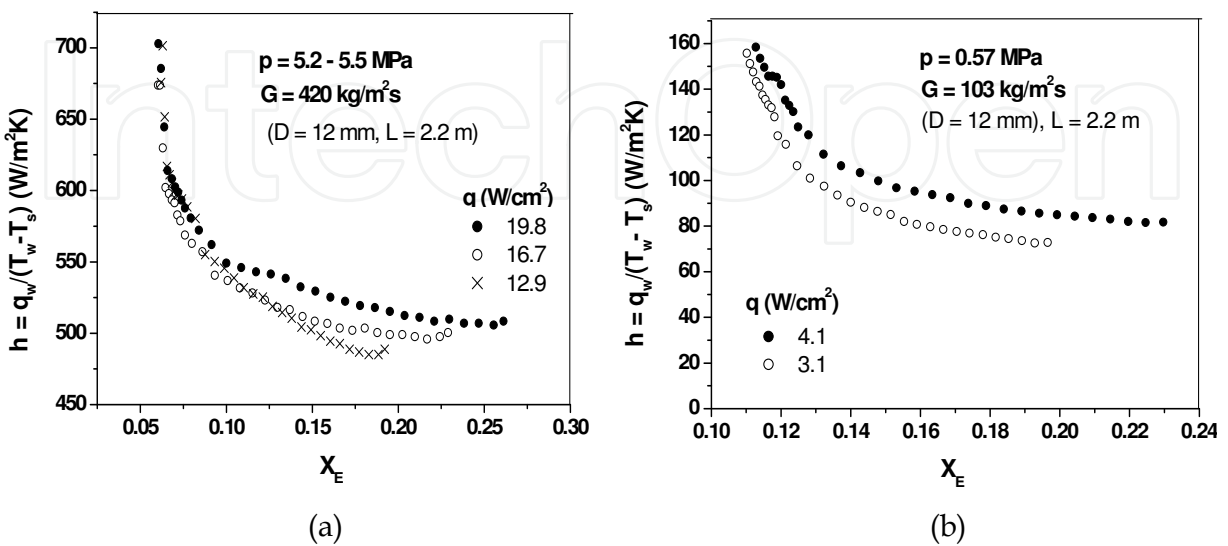 InTechOpen
h = q_w/(T_w- T_s) (W/m²K)
700
650
600
550
500
450
p = 5.2 - 5.5 MPa
G = 420 kg/m²s
(D = 12 mm, L = 2.2 m)
q (W/cm²)
19.8
16.7
12.9
0.05
0.10
0.15
0.20
0.25
0.30
X_E
(a)
h = q_w/(T_w- T_s) (W/m²K)
160
140
120
100
80
60
40
20
0
p = 0.57 MPa
G = 103 kg/m²s
(D = 12 mm), L = 2.2 m
q (W/cm²)
4.1
3.1
0.10
0.12
0.14
0.16
0.18
0.20
0.22
0.24
X_E
(b)